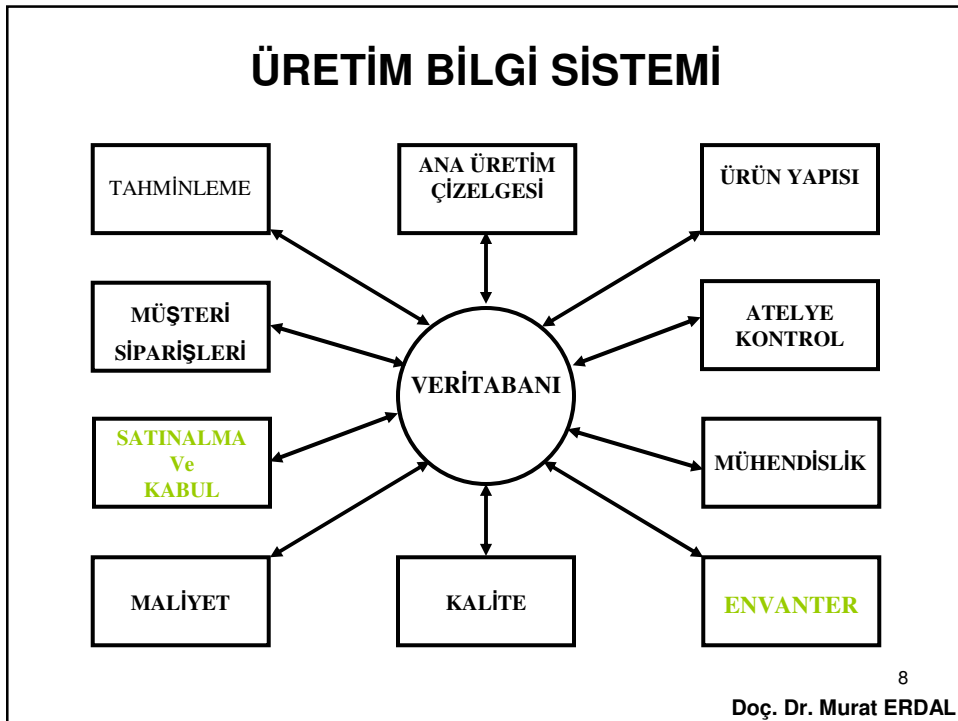 ÜRETİM BİLGİ SİSTEMİ
TAHMİNLEME
ANA ÜRETİM
ÇİZELGESİ
ÜRÜN YAPISI
MÜŞTERİ
SİPARİŞLERİ
ATELYE
KONTROL
VERİTABANI
SATINALMA
Ve
KABUL
MÜHENDİSLİK
MALİYET
KALİTE
ENVANTER
8
Doç. Dr. Murat ERDAL